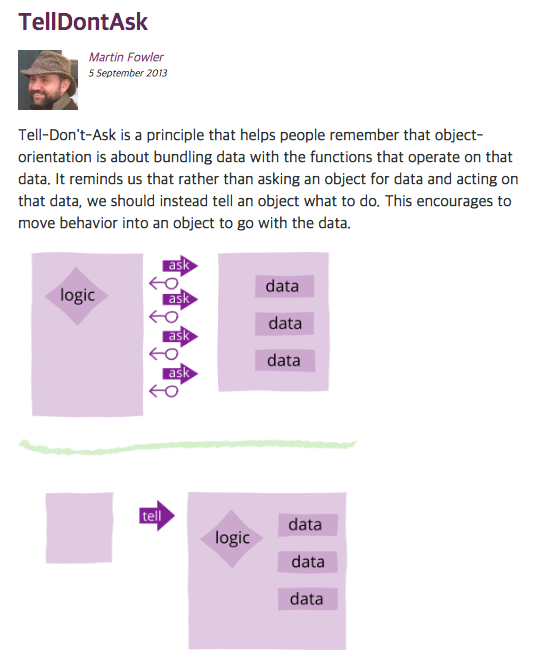 TellDontAsk
Martin Fowler
5 September 2013
Tell-Don't-Ask is a principle that helps people remember that object-
orientation is about bundling data with the functions that operate on that
data. It reminds us that rather than asking an object for data and acting on
that data, we should instead tell an object what to do. This encourages to
move behavior into an object to go with the data.
ask
logic
data
ask
data
ask
data
ask
tell
logic
data
data
data